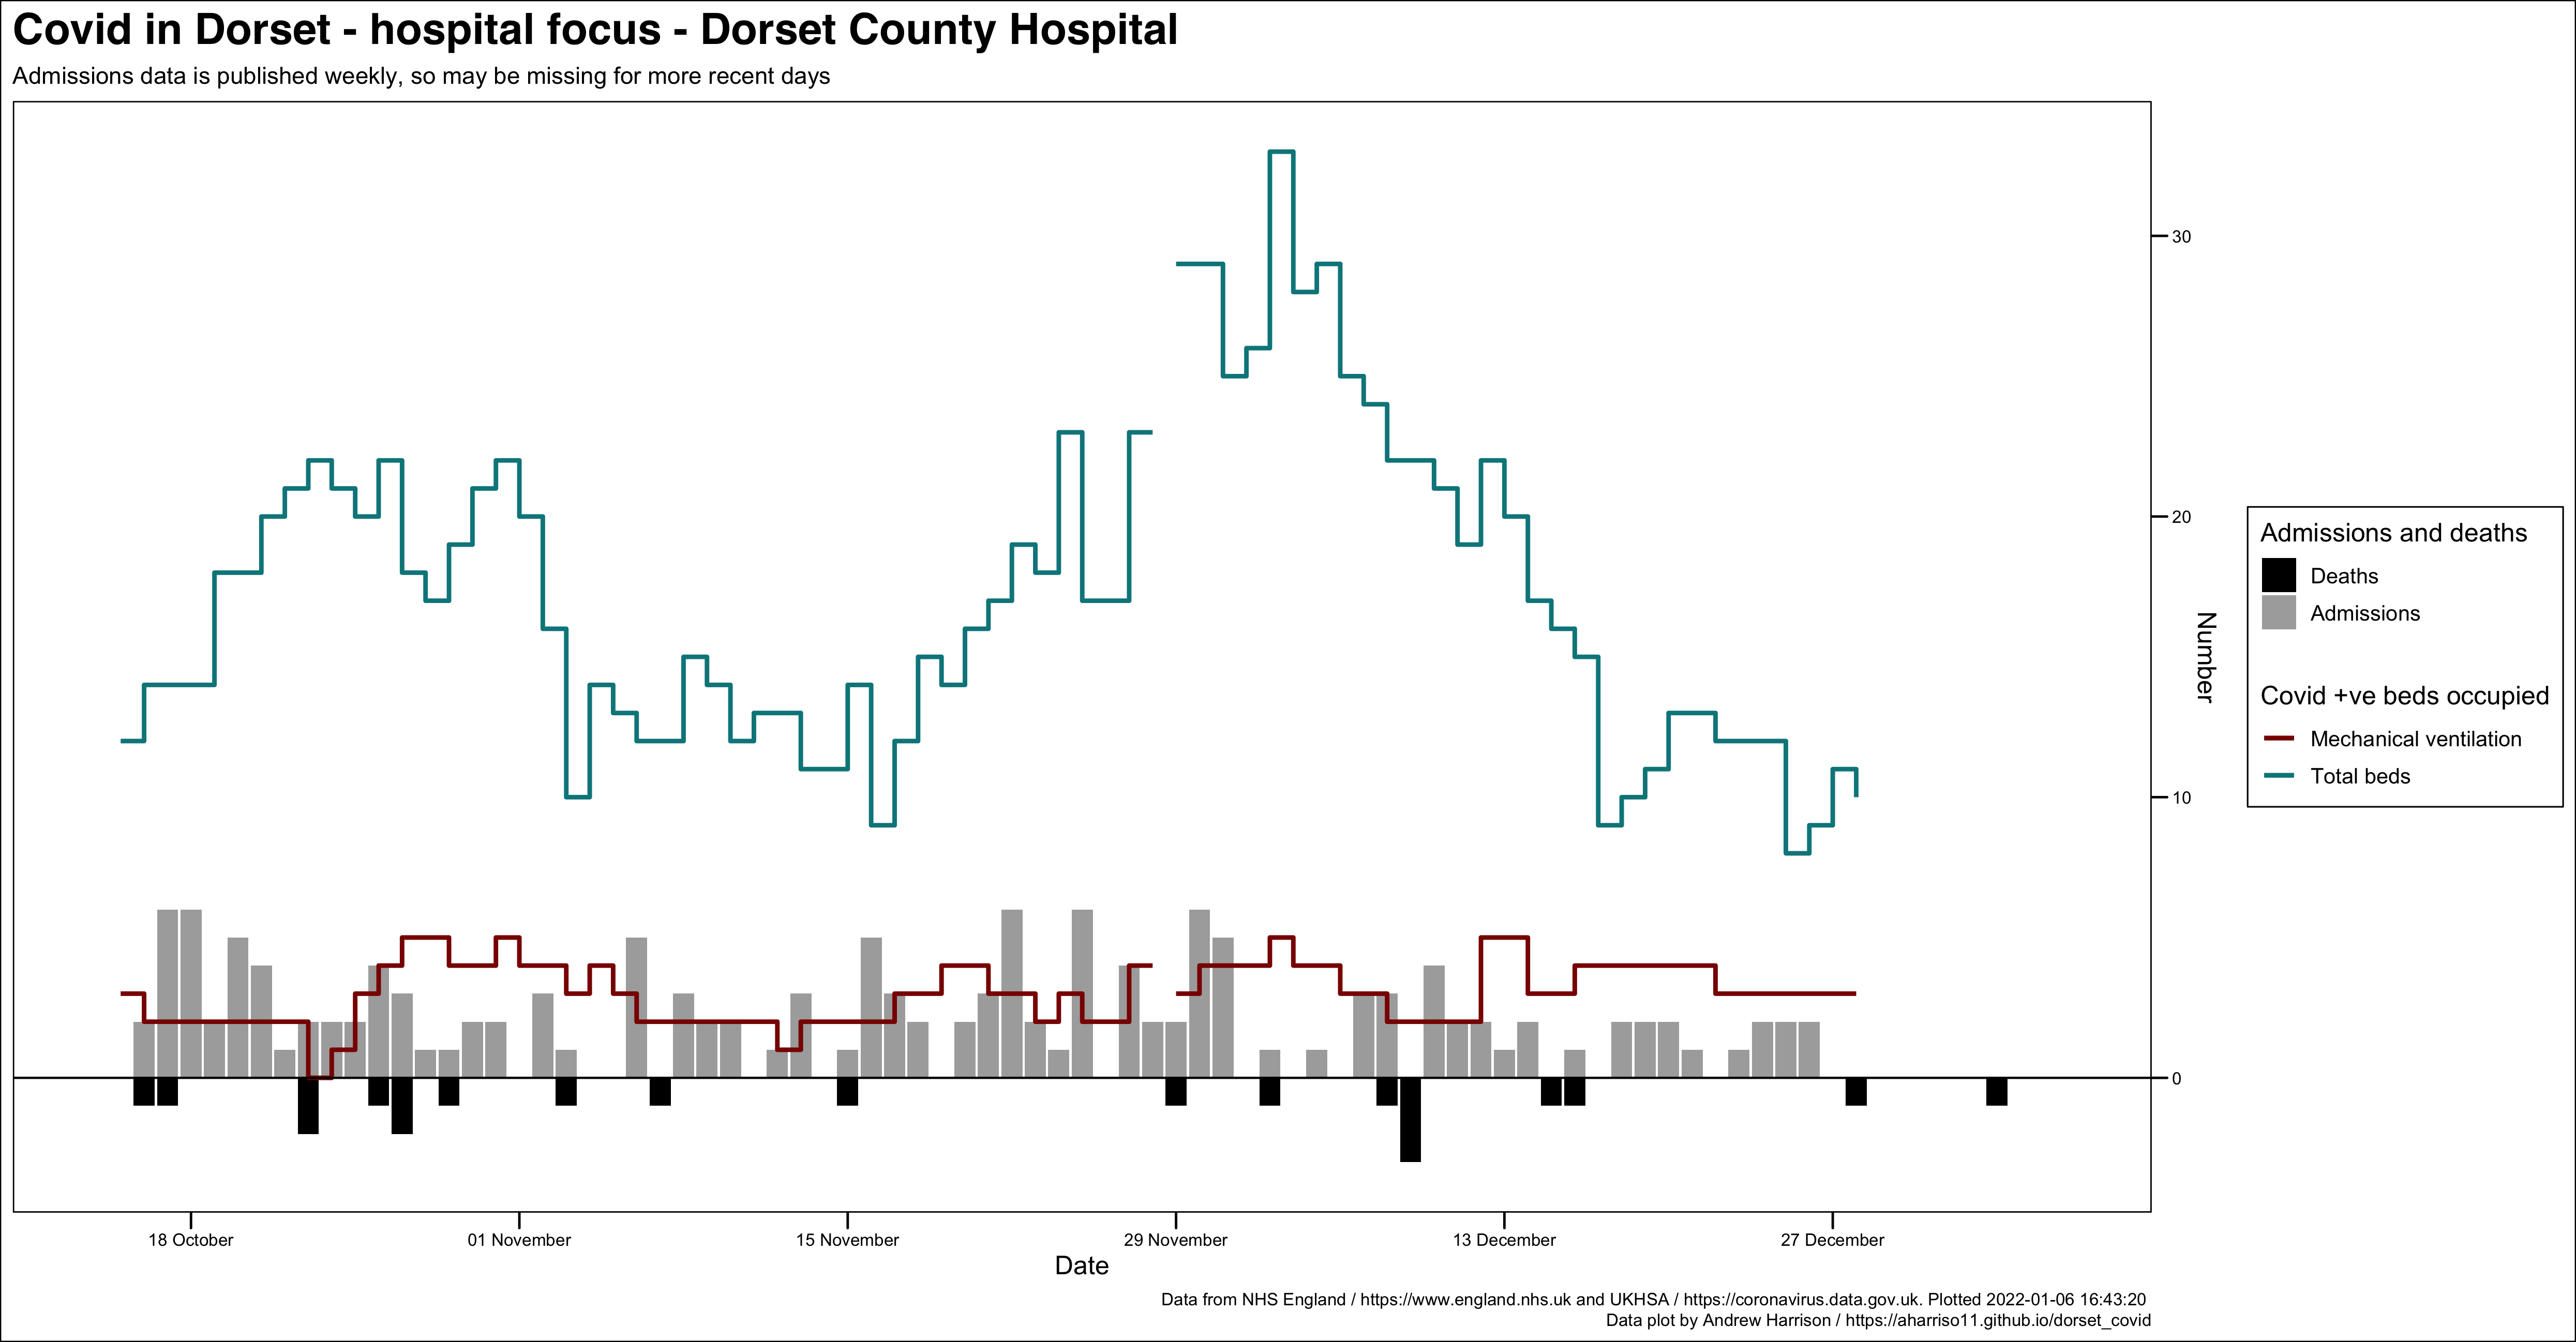 Covid in Dorset - hospital focus - Dorset County Hospital
Admissions data is published weekly, so may be missing for more recent days
30
20
10
0
Number
Admissions and deaths
Deaths
Admissions
Covid +ve beds occupied
Mechanical ventilation
Total beds
18 October
01 November
15 November
29 November
13 December
27 December
Date
Data from NHS England / https://www.england.nhs.uk and UKHSA / https://coronavirus.data.gov.uk. Plotted 2022-01-06 16:43:20
Data plot by Andrew Harrison / https://aharriso11.github.io/dorset_covid